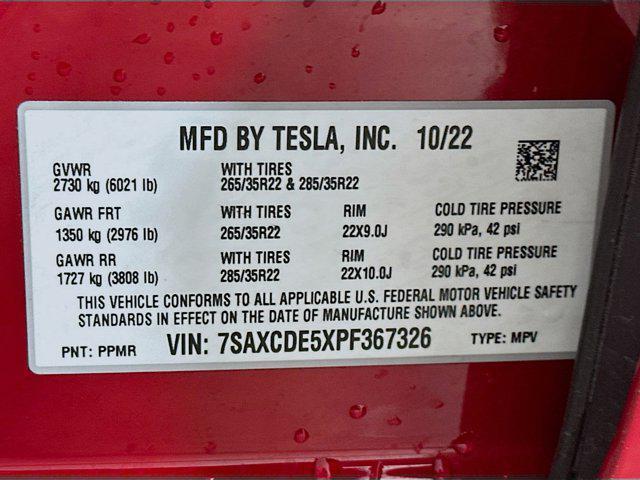 MFD BY TESLA, INC. 10/22
GVWR WITH TIRES
2730 kg (6021 lb) 265/35R22 & 285/35R22
GAWR FRT WITH TIRES RIM COLD TIRE PRESSURE
1350 kg (2976 lb) 265/35R22 22X9.0J 290 kPa, 42 psi
GAWR RR WITH TIRES RIM COLD TIRE PRESSURE
1727 kg (3808 lb) 285/35R22 22X10.0J 290 kPa, 42 psi
THIS VEHICLE CONFORMS TO ALL APPLICABLE U.S. FEDERAL MOTOR VEHICLE SAFETY
STANDARDS IN EFFECT ON THE DATE OF MANUFACTURE SHOWN ABOVE.
PNT: PPMR VIN: 7SAXCDE5XPF367326 TYPE: MPV